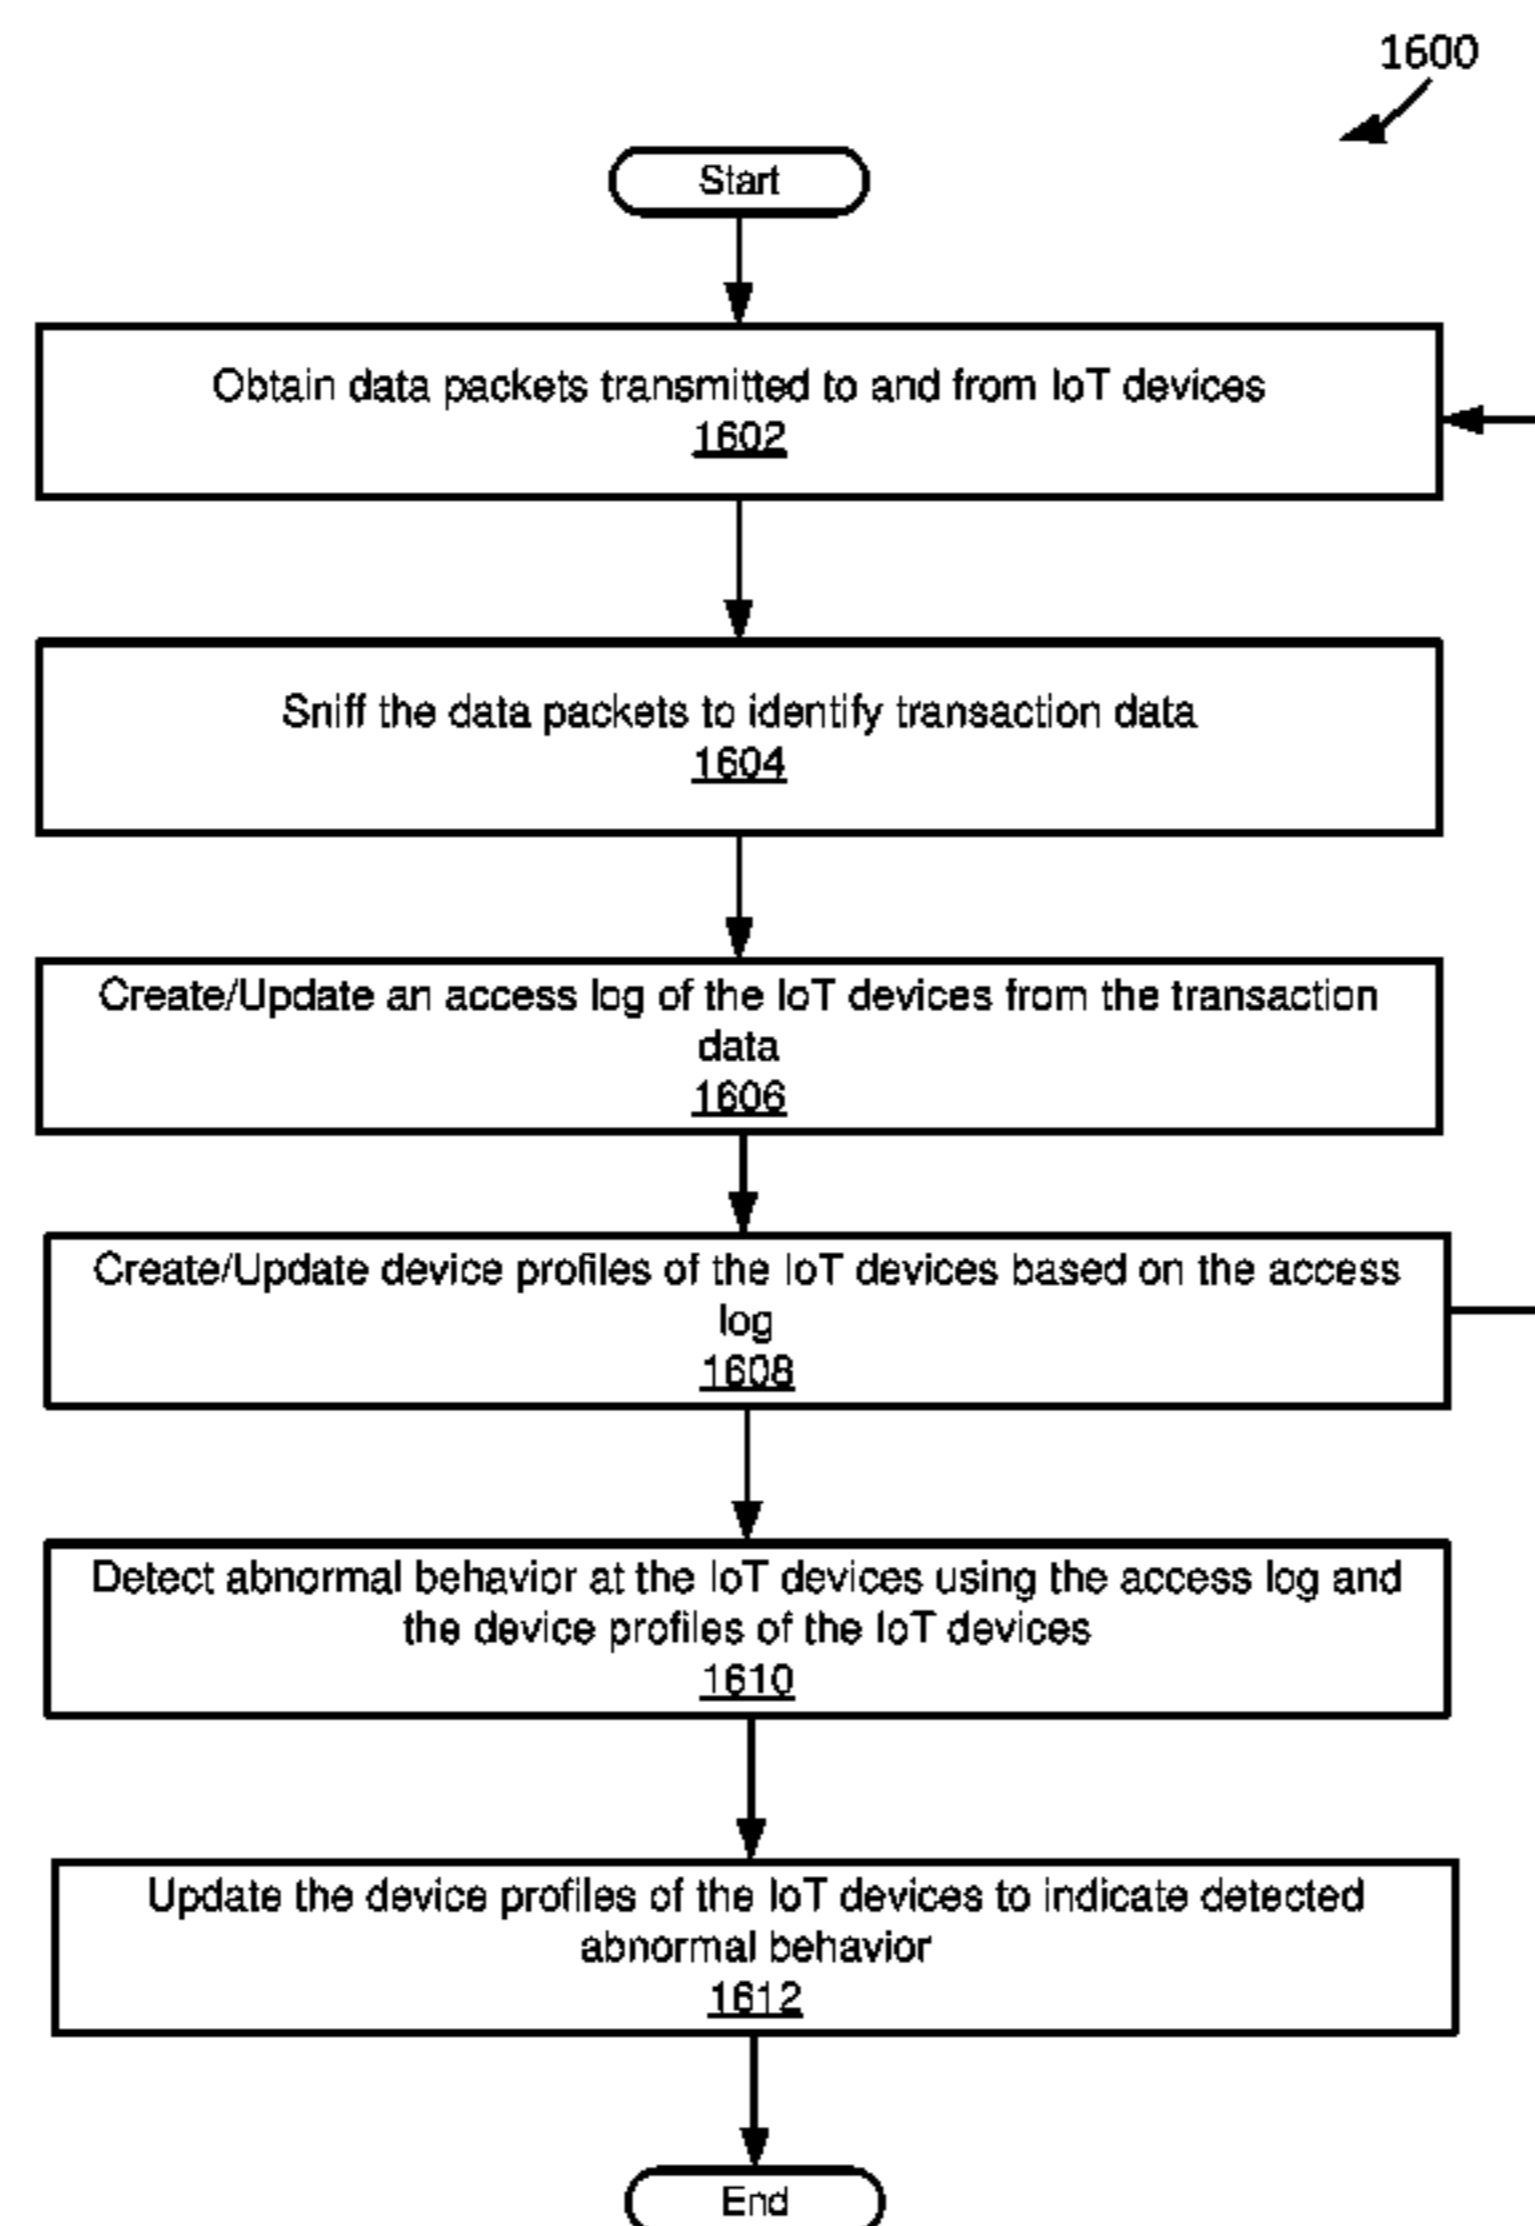 1600
Start
Obtain data packets transmitted to and from IoT devices
1602
Sniff the data packets to identify transaction data
1604
Create/Update an access log of the IoT devices from the transaction
data
1606
Create/Update device profiles of the IoT devices based on the access
log
1608
Detect abnormal behavior at the IoT devices using the access log and
the device profiles of the IoT devices
1610
Update the device profiles of the IoT devices to indicate detected
abnormal behavior
1612
End